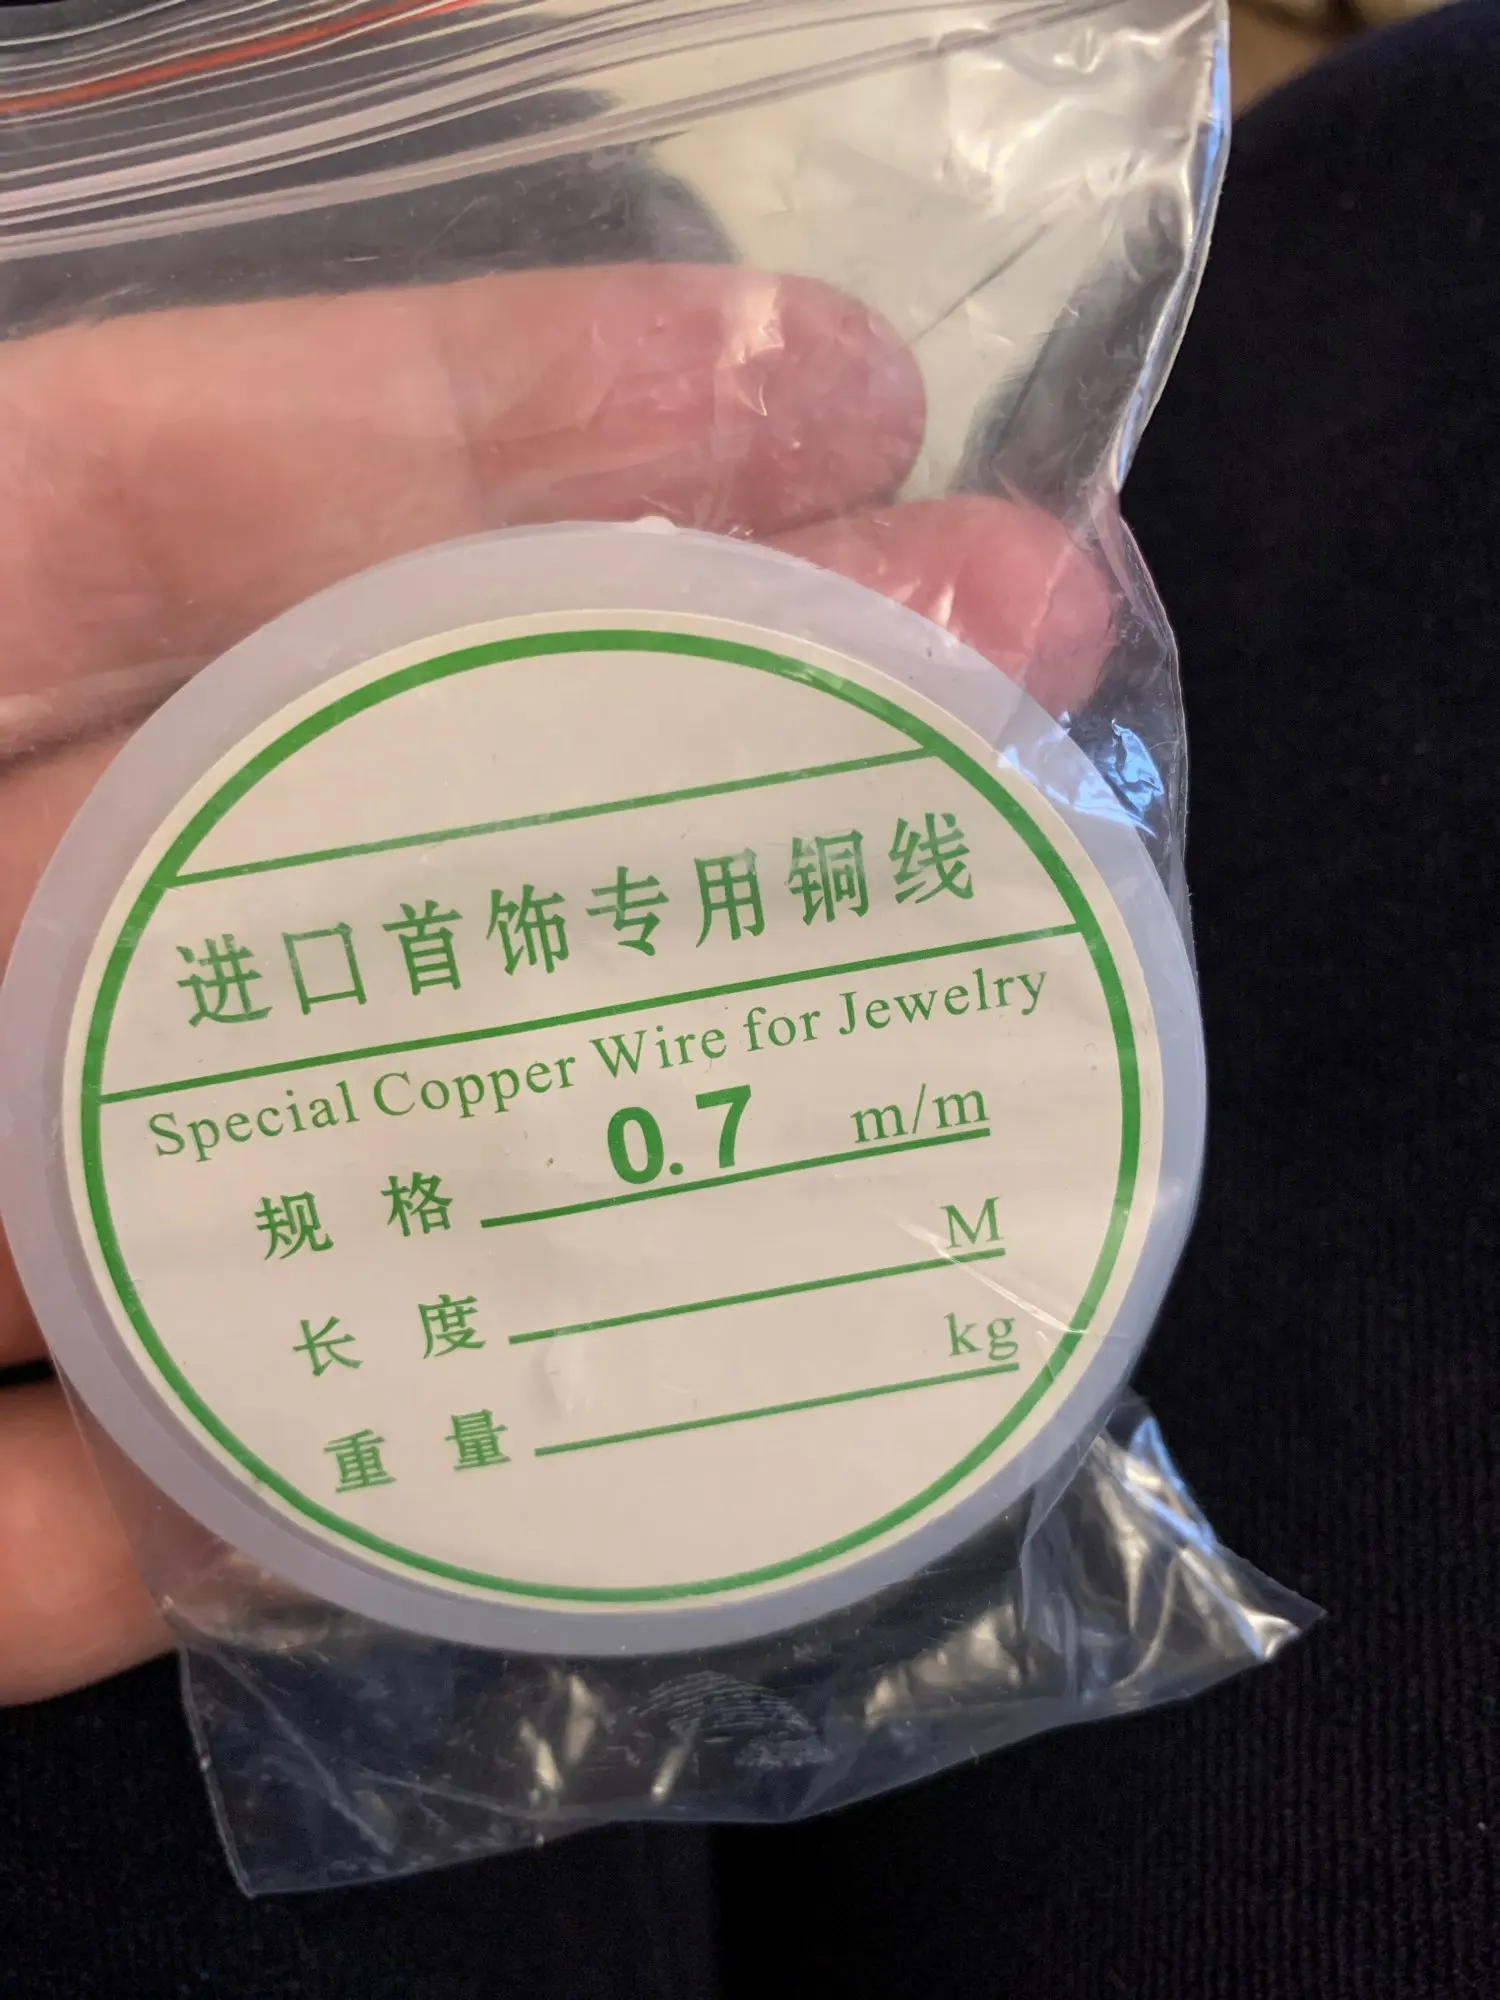 进口首饰专用铜线
Special Copper Wire for Jewelry
规 格 0.7 m/m
长 度 M
重 量 kg